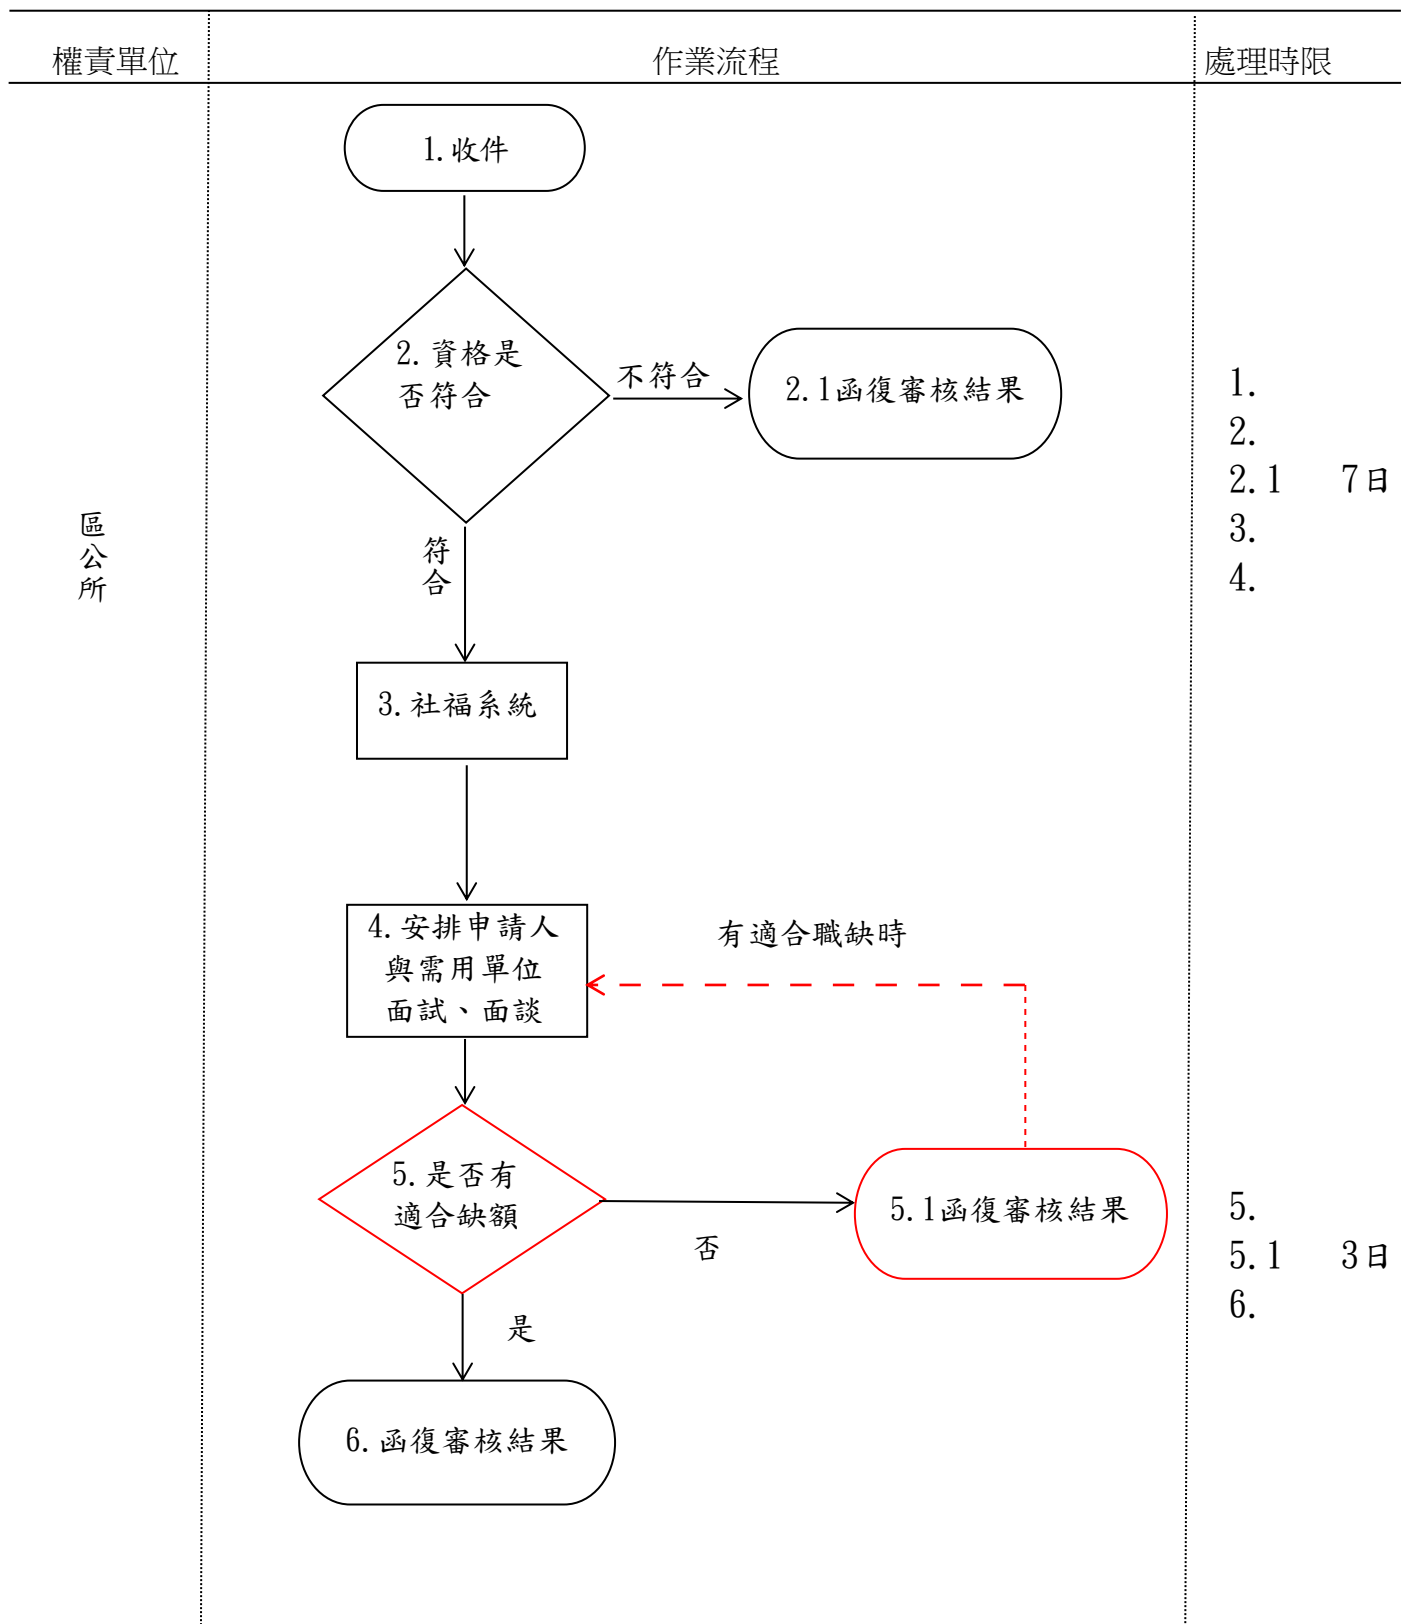 權責單位
作業流程
處理時限
1.收件
2.資格是
否符合
不符合
2.1函復審核結果
1.
2.
2.1 7日
3.
4.
區
公
所
符
合
3.社福系統
4.安排申請人
與需用單位
面試、面談
有適合職缺時
5.是否有
適合缺額
否
5.1函復審核結果
5.
5.1 3日
6.
是
6.函復審核結果